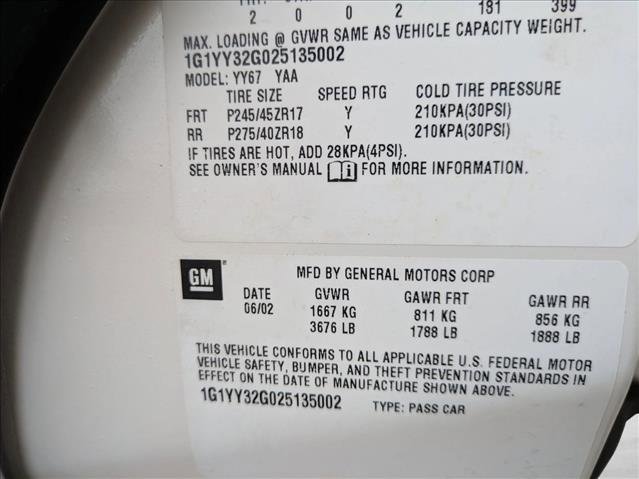 2 0 0 2 181 399
MAX. LOADING @ GVWR SAME AS VEHICLE CAPACITY WEIGHT.
1G1YY32G025135002
MODEL: YY67 YAA
TIRE SIZE SPEED RTG COLD TIRE PRESSURE
FRT P245/45ZR17 Y 210KPA(30PSI)
RR P275/40ZR18 Y 210KPA(30PSI)
IF TIRES ARE HOT, ADD 28KPA(4PSI).
SEE OWNER'S MANUAL i FOR MORE INFORMATION.
GM MFD BY GENERAL MOTORS CORP
DATE GVWR GAWR FRT GAWR RR
06/02 1667 KG 811 KG 856 KG
3676 LB 1788 LB 1888 LB
THIS VEHICLE CONFORMS TO ALL APPLICABLE U.S. FEDERAL MOTOR
VEHICLE SAFETY, BUMPER, AND THEFT PREVENTION STANDARDS IN
EFFECT ON THE DATE OF MANUFACTURE SHOWN ABOVE.
1G1YY32G025135002 TYPE: PASS CAR